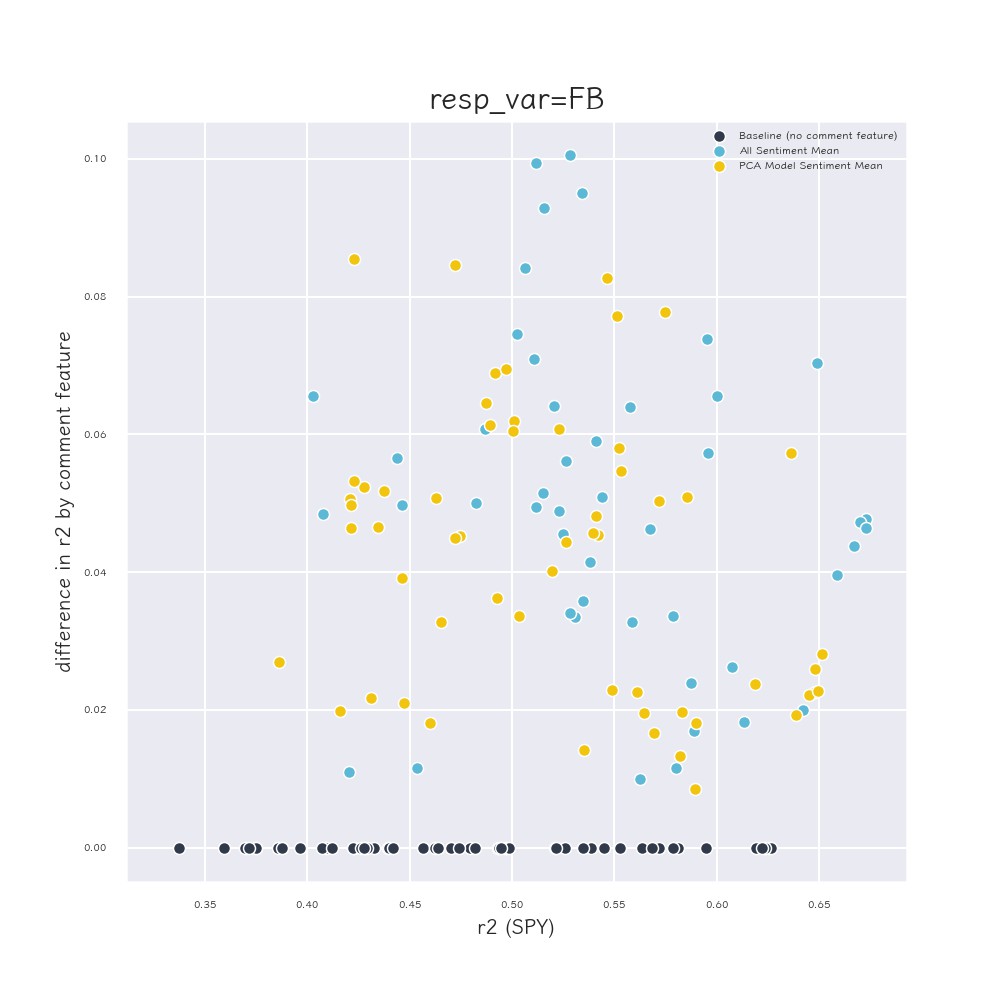 resp_var=FB
Baseline (no comment feature)
All Sentiment Mean
PCA Model Sentiment Mean
0.10
0.08
0.06
0.04
0.02
0.00
difference in r2 by comment feature
0.35 0.40 0.45 0.50 0.55 0.60 0.65
r2 (SPY)